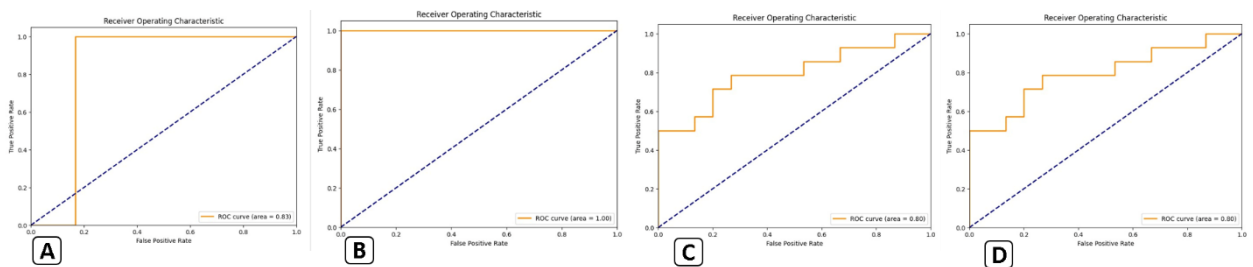 Receiver Operating Characteristic
1.0
0.8
0.6
0.4
0.2
0.0
True Positive Rate
0.0 0.2 0.4 0.6 0.8 1.0
False Positive Rate
ROC curve (area = 0.83)
A
Receiver Operating Characteristic
1.0
0.8
0.6
0.4
0.2
0.0
True Positive Rate
0.0 0.2 0.4 0.6 0.8 1.0
False Positive Rate
ROC curve (area = 1.00)
B
Receiver Operating Characteristic
1.0
0.8
0.6
0.4
0.2
0.0
True Positive Rate
0.0 0.2 0.4 0.6 0.8 1.0
False Positive Rate
ROC curve (area = 0.80)
C
Receiver Operating Characteristic
1.0
0.8
0.6
0.4
0.2
0.0
True Positive Rate
0.0 0.2 0.4 0.6 0.8 1.0
False Positive Rate
ROC curve (area = 0.80)
D